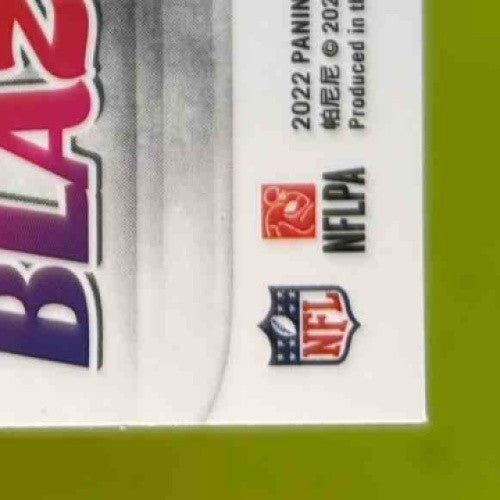 BLAZ
2022 PANIN
帕尼尼 © 202
Produced in th
NFLPA
NFL